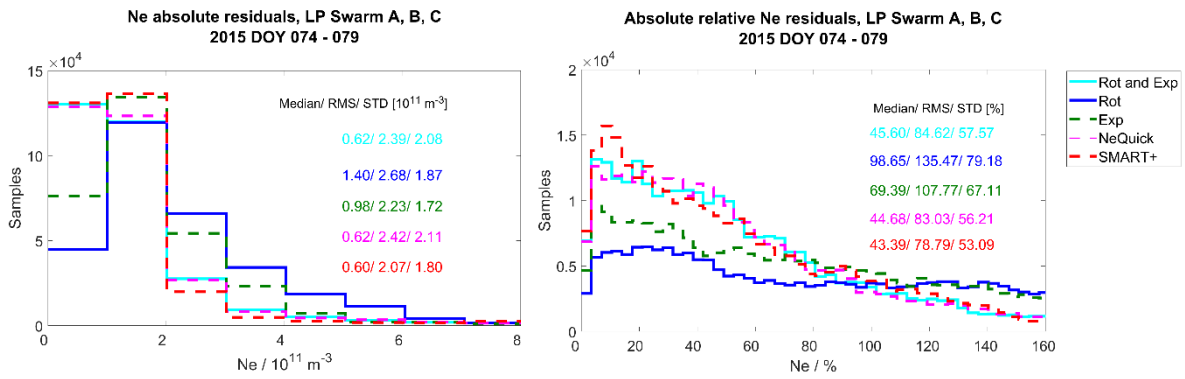 Ne absolute residuals, LP Swarm A, B, C
2015 DOY 074 - 079
×10⁴
15
10
5
0
Samples
Median/ RMS/ STD [10¹¹ m⁻³]
0.62/ 2.39/ 2.08
1.40/ 2.68/ 1.87
0.98/ 2.23/ 1.72
0.62/ 2.42/ 2.11
0.60/ 2.07/ 1.80
0 2 4 6 8
Ne / 10¹¹ m⁻³
Absolute relative Ne residuals, LP Swarm A, B, C
2015 DOY 074 - 079
×10⁴
2
1.5
1
0.5
0
Samples
Median/ RMS/ STD [%]
45.60/ 84.62/ 57.57
98.65/ 135.47/ 79.18
69.39/ 107.77/ 67.11
44.68/ 83.03/ 56.21
43.39/ 78.79/ 53.09
0 20 40 60 80 100 120 140 160
Ne / %
Rot and Exp
Rot
Exp
NeQuick
SMART+